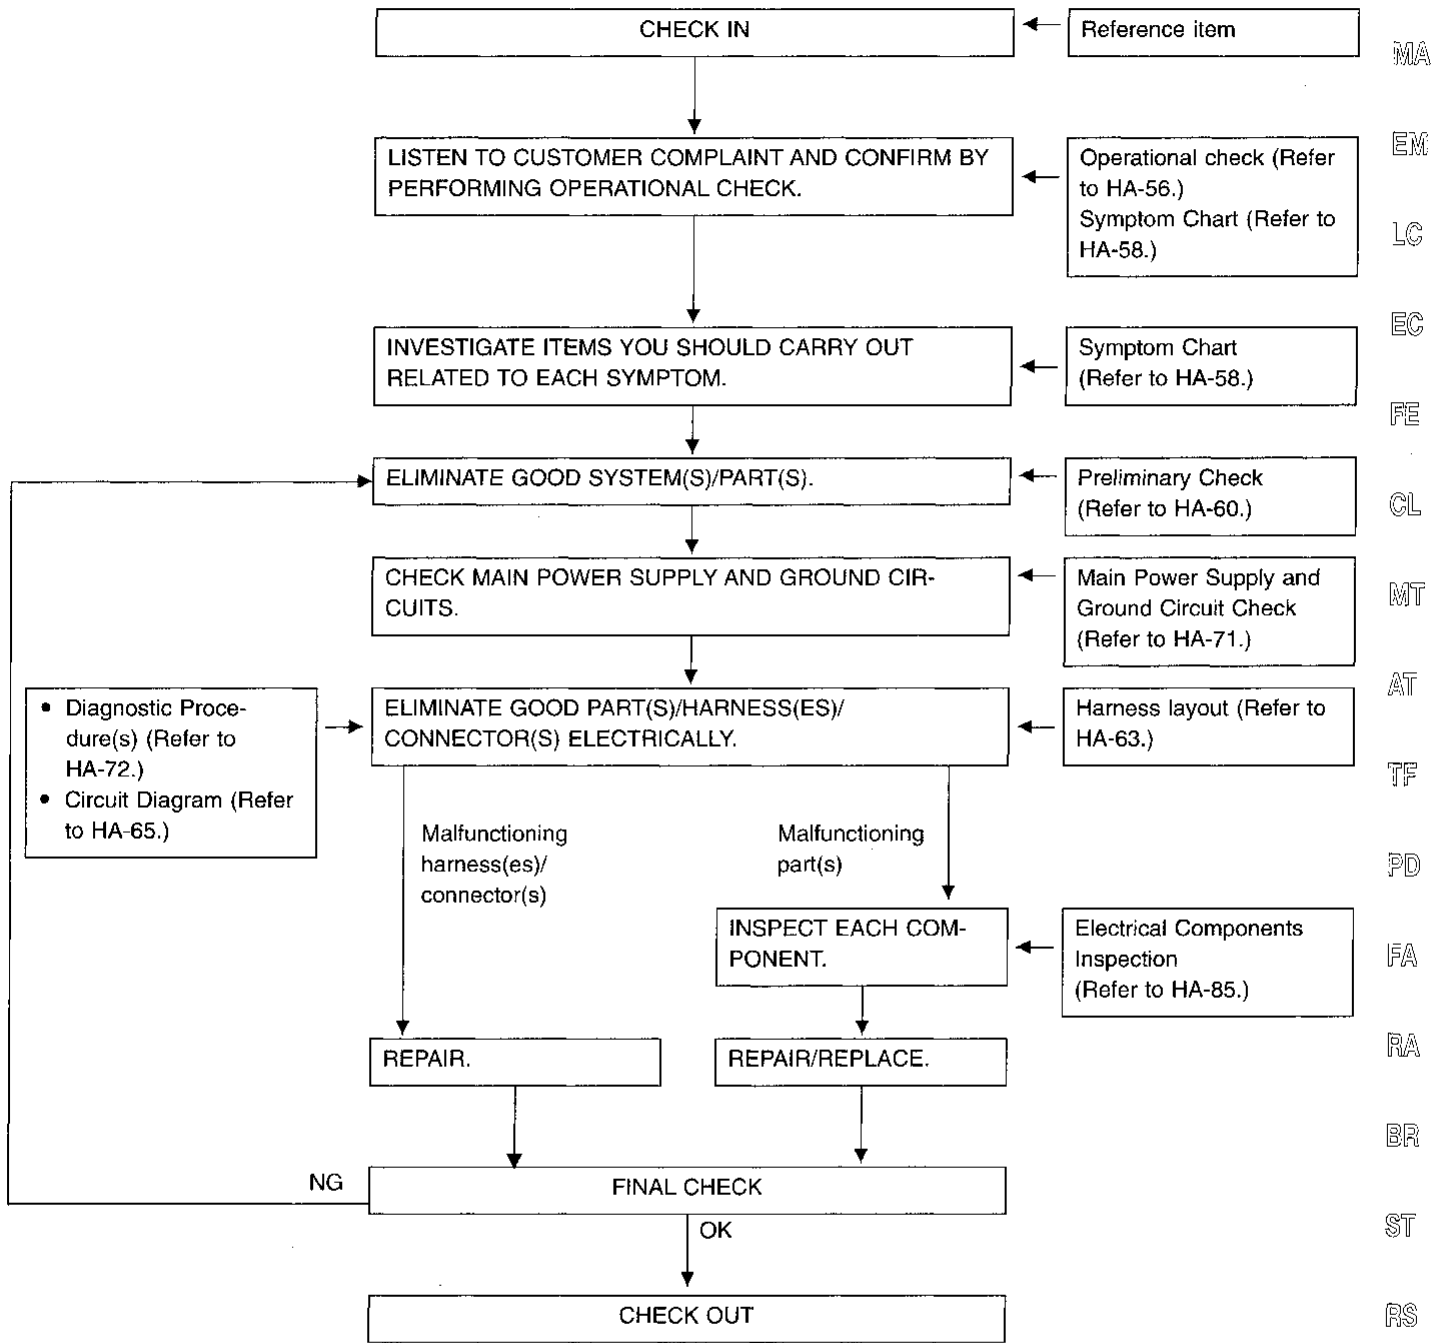 CHECK IN
Reference item
MA
LISTEN TO CUSTOMER COMPLAINT AND CONFIRM BY
PERFORMING OPERATIONAL CHECK.
Operational check (Refer
to HA-56.)
Symptom Chart (Refer to
HA-58.)
EM
LC
INVESTIGATE ITEMS YOU SHOULD CARRY OUT
RELATED TO EACH SYMPTOM.
Symptom Chart
(Refer to HA-58.)
EC
FE
ELIMINATE GOOD SYSTEM(S)/PART(S).
Preliminary Check
(Refer to HA-60.)
CL
CHECK MAIN POWER SUPPLY AND GROUND CIR-
CUITS.
Main Power Supply and
Ground Circuit Check
(Refer to HA-71.)
MT
AT
• Diagnostic Proce-
dure(s) (Refer to
HA-72.)
• Circuit Diagram (Refer
to HA-65.)
ELIMINATE GOOD PART(S)/HARNESS(ES)/
CONNECTOR(S) ELECTRICALLY.
Harness layout (Refer to
HA-63.)
TF
Malfunctioning
harness(es)/
connector(s)
Malfunctioning
part(s)
PD
INSPECT EACH COM-
PONENT.
Electrical Components
Inspection
(Refer to HA-85.)
FA
REPAIR.
REPAIR/REPLACE.
RA
BR
NG
FINAL CHECK
OK
ST
CHECK OUT
RS